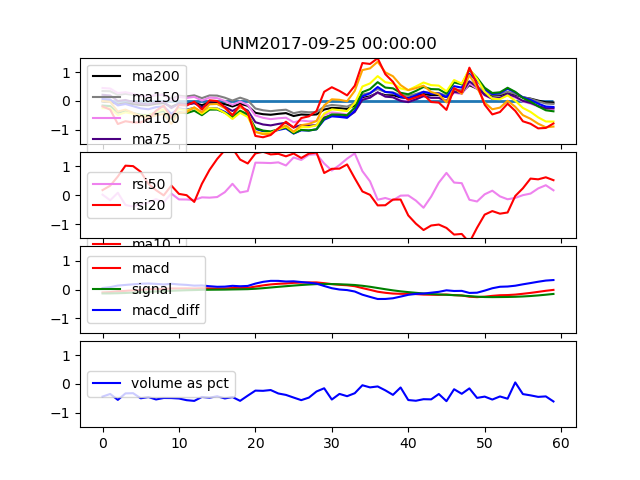 UNM2017-09-25 00:00:00
1
0
−1
ma200
ma150
ma100
ma75
1
0
−1
rsi50
rsi20
ma10
1
0
−1
macd
signal
macd_diff
1
0
−1
volume as pct
0 10 20 30 40 50 60